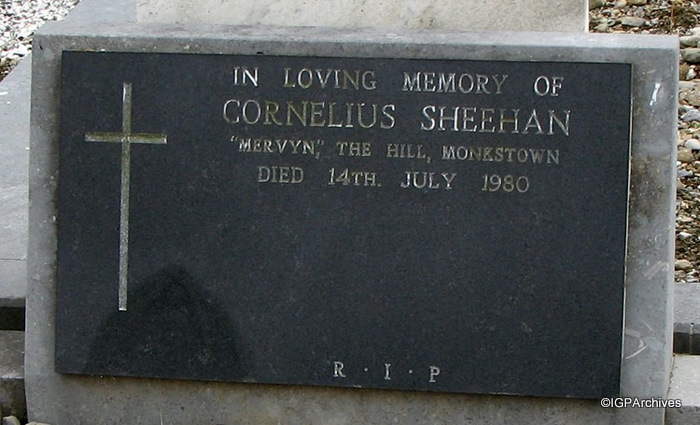 IN LOVING MEMORY OF
CORNELIUS SHEEHAN
"MERVYN," THE HILL, MONKSTOWN
DIED 14TH. JULY 1980
R · I · P
©IGPArchives